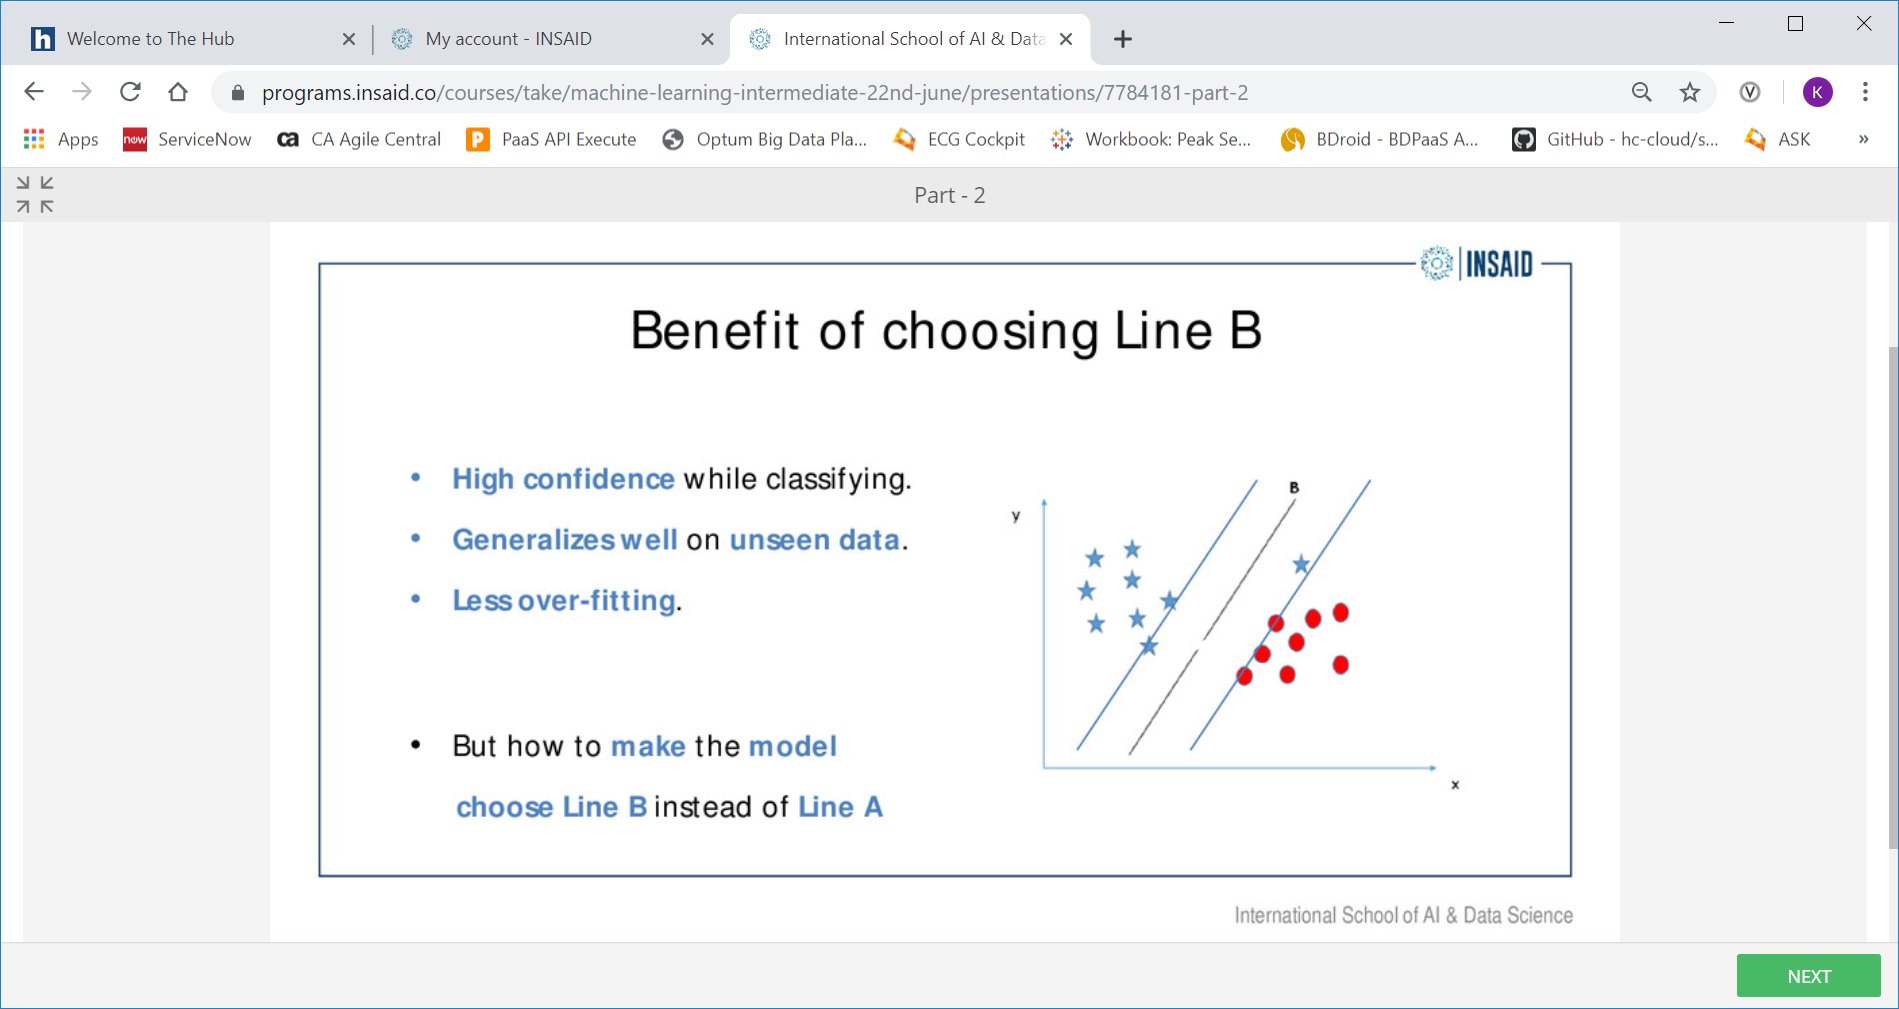 Welcome to The Hub
My account - INSAID
International School of AI & Data
programs.insaid.co/courses/take/machine-learning-intermediate-22nd-june/presentations/7784181-part-2
K
Apps
now
ServiceNow
ca
CA Agile Central
P
PaaS API Execute
Optum Big Data Pla...
ECG Cockpit
Workbook: Peak Se...
BDroid - BDPaaS A...
GitHub - hc-cloud/s...
ASK
»
Part - 2
INSAID
Benefit of choosing Line B
• High confidence while classifying.
• Generalizes well on unseen data.
• Less over-fitting.
• But how to make the model
choose Line B instead of Line A
B
y
x
International School of AI & Data Science
NEXT